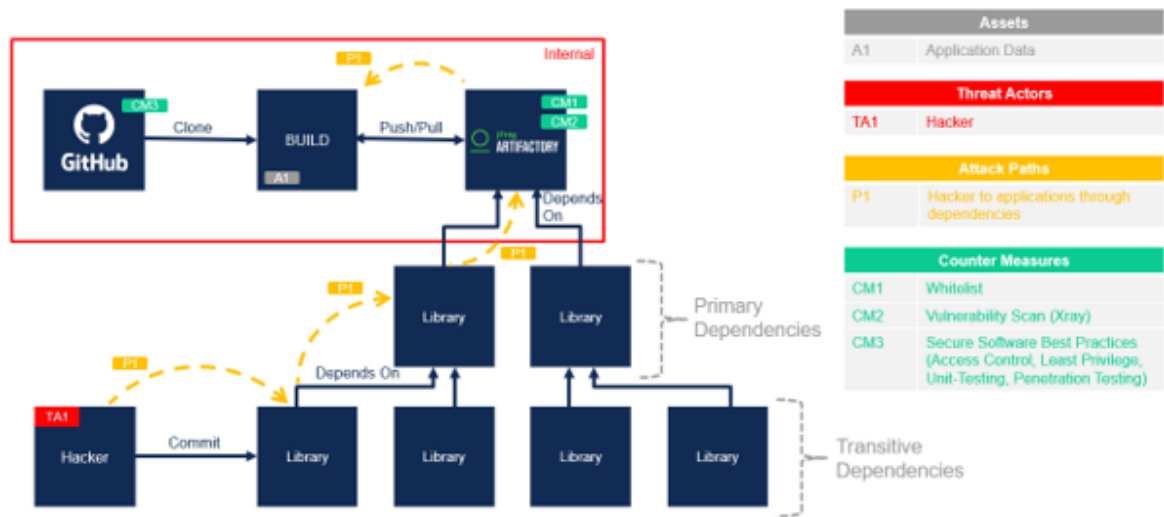 Internal
P1
GitHub
CM3
Clone
BUILD
A1
Push/Pull
jFrog
ARTIFACTORY
CM1
CM2
Depends
On
P1
P1
Library
Library
Primary
Dependencies
P1
Depends On
TA1
Hacker
Commit
Library
Library
Library
Library
Transitive
Dependencies
Assets
A1 Application Data
Threat Actors
TA1 Hacker
Attack Paths
P1 Hacker to applications through
dependencies
Counter Measures
CM1 Whitelist
CM2 Vulnerability Scan (Xray)
CM3 Secure Software Best Practices
(Access Control, Least Privilege,
Unit-Testing, Penetration Testing)